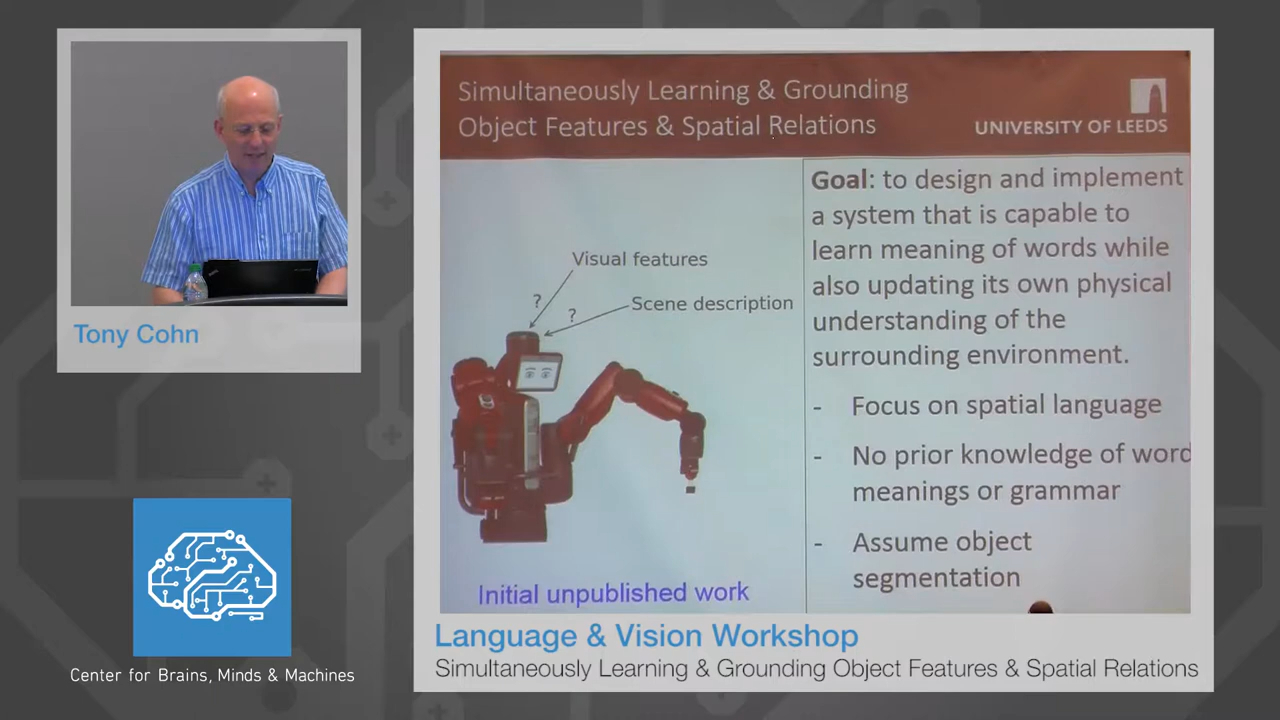 Tony Cohn
Center for Brains, Minds & Machines
Simultaneously Learning & Grounding
Object Features & Spatial Relations
UNIVERSITY OF LEEDS
Visual features
?
Scene description
?
Initial unpublished work
Goal: to design and implement
a system that is capable to
learn meaning of words while
also updating its own physical
understanding of the
surrounding environment.
- Focus on spatial language
- No prior knowledge of word
meanings or grammar
- Assume object
segmentation
Language & Vision Workshop
Simultaneously Learning & Grounding Object Features & Spatial Relations